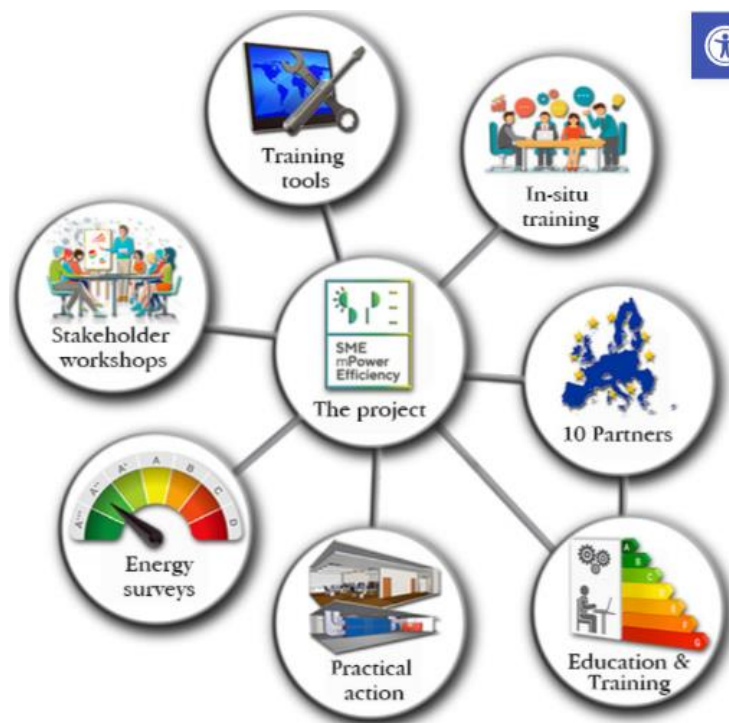 Training
tools
In-situ
training
Stakeholder
workshops
SME
mPower
Efficiency
The project
10 Partners
A+++
A++
A+
A
B
C
D
Energy
surveys
Practical
action
A
B
C
F
G
Education &
Training